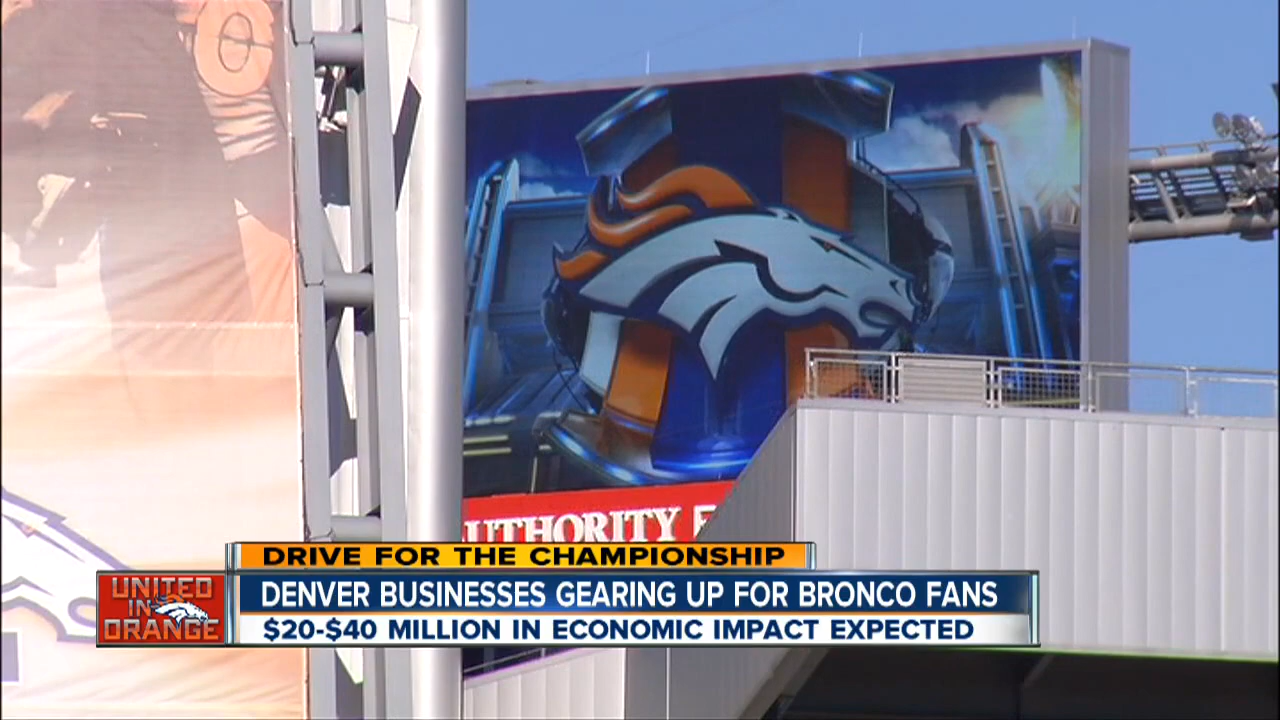 UTHORITY F
DRIVE FOR THE CHAMPIONSHIP
UNITED
IN
ORANGE
DENVER BUSINESSES GEARING UP FOR BRONCO FANS
$20-$40 MILLION IN ECONOMIC IMPACT EXPECTED